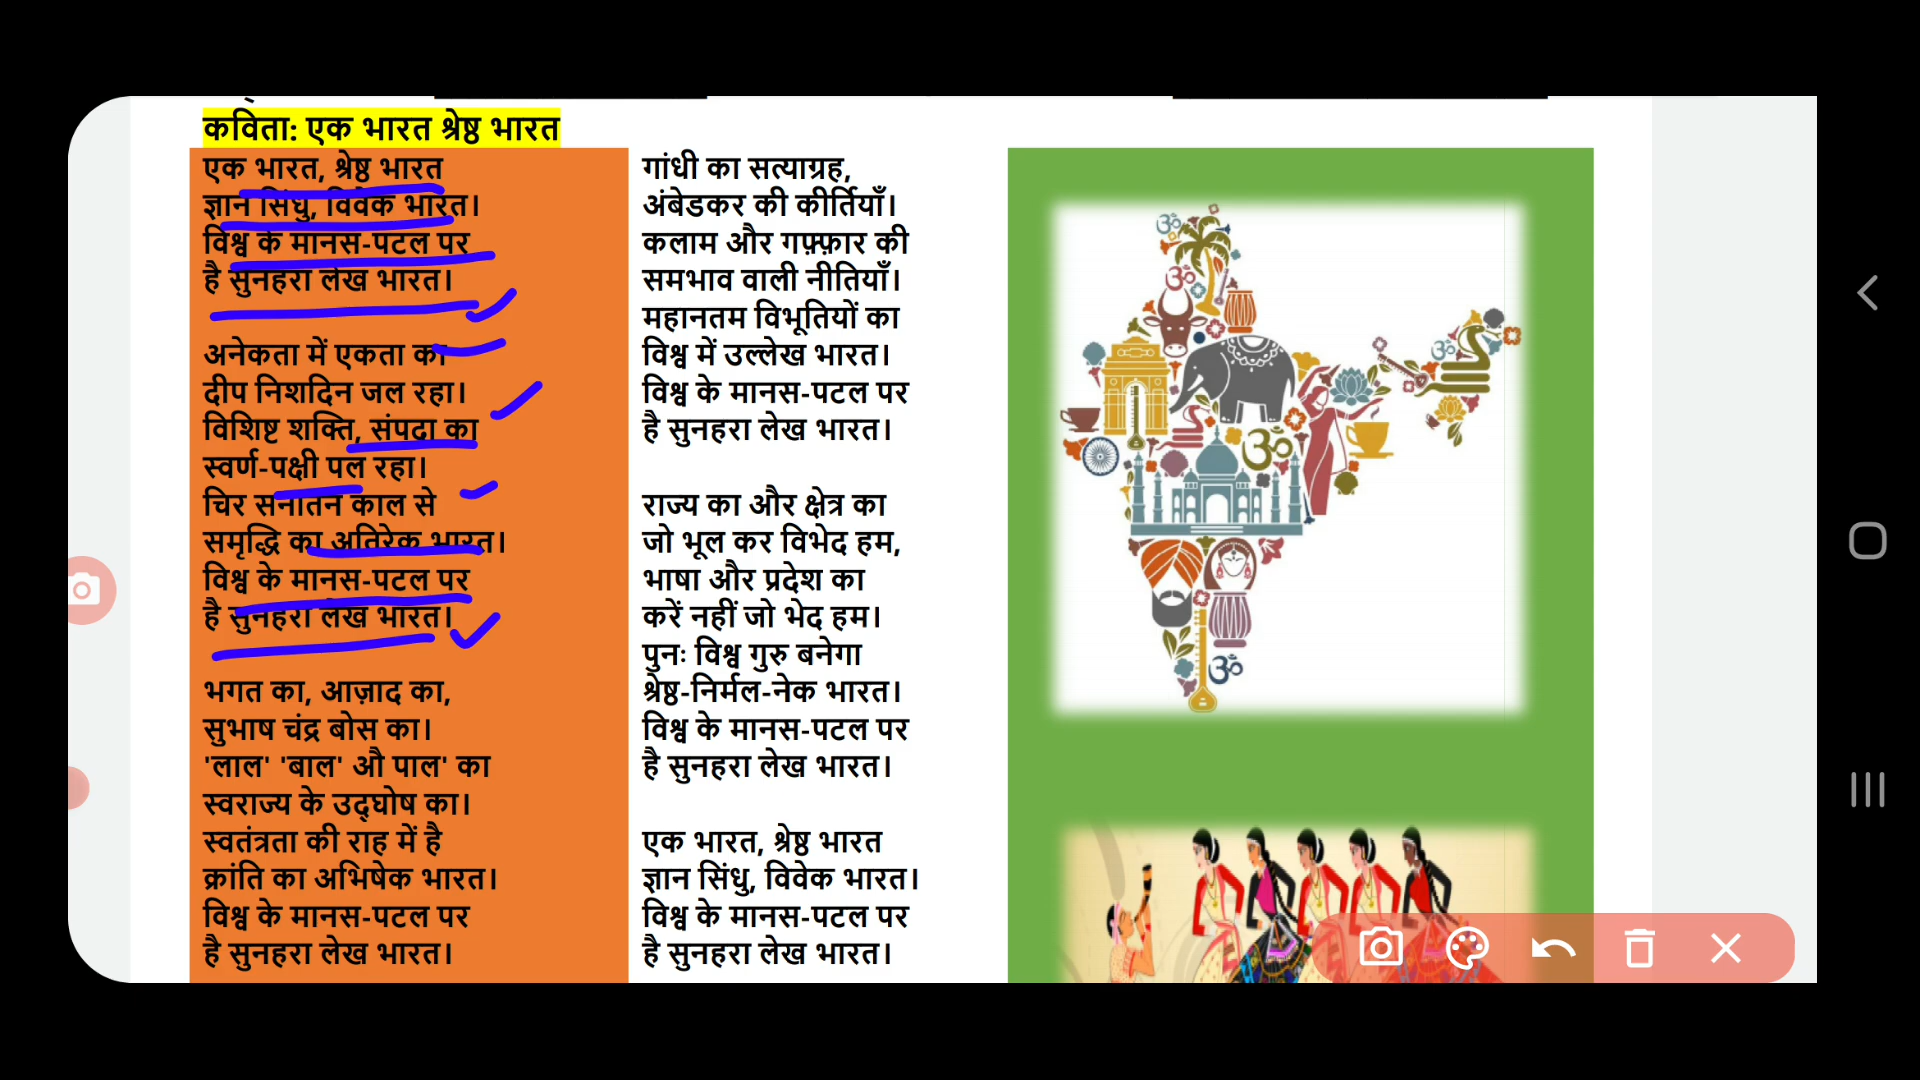 कविता: एक भारत श्रेष्ठ भारत
एक भारत, श्रेष्ठ भारत
ज्ञान सिंधु, विवेक भारत।
विश्व के मानस-पटल पर
है सुनहरा लेख भारत।
अनेकता में एकता का
दीप निशदिन जल रहा।
विशिष्ट शक्ति, संपदा का
स्वर्ण-पक्षी पल रहा।
चिर सनातन काल से
समृद्धि का अतिरेक भारत।
विश्व के मानस-पटल पर
है सुनहरा लेख भारत।
भगत का, आज़ाद का,
सुभाष चंद्र बोस का।
'लाल' 'बाल' औ पाल' का
स्वराज्य के उद्घोष का।
स्वतंत्रता की राह में है
क्रांति का अभिषेक भारत।
विश्व के मानस-पटल पर
है सुनहरा लेख भारत।
गांधी का सत्याग्रह,
अंबेडकर की कीर्तियाँ।
कलाम और गफ़्फ़ार की
समभाव वाली नीतियाँ।
महानतम विभूतियों का
विश्व में उल्लेख भारत।
विश्व के मानस-पटल पर
है सुनहरा लेख भारत।
राज्य का और क्षेत्र का
जो भूल कर विभेद हम,
भाषा और प्रदेश का
करें नहीं जो भेद हम।
पुनः विश्व गुरु बनेगा
श्रेष्ठ-निर्मल-नेक भारत।
विश्व के मानस-पटल पर
है सुनहरा लेख भारत।
एक भारत, श्रेष्ठ भारत
ज्ञान सिंधु, विवेक भारत।
विश्व के मानस-पटल पर
है सुनहरा लेख भारत।
ॐ
ॐ
ॐ
ॐ
ॐ